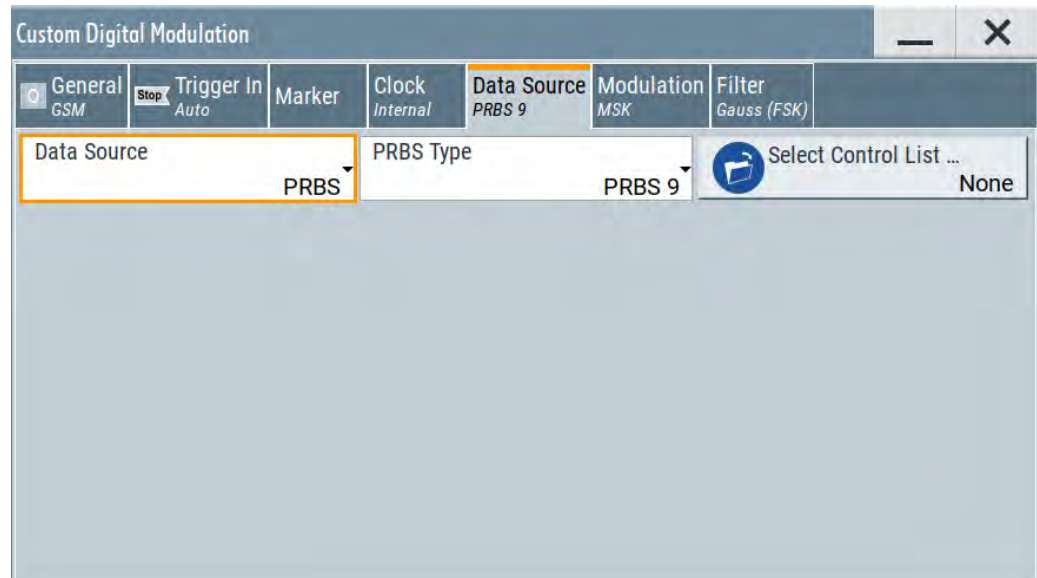 Custom Digital Modulation
General
GSM
Stop
Trigger In
Auto
Marker
Clock
Internal
Data Source
PRBS 9
Modulation
MSK
Filter
Gauss (FSK)
Data Source
PRBS
PRBS Type
PRBS 9
Select Control List ...
None